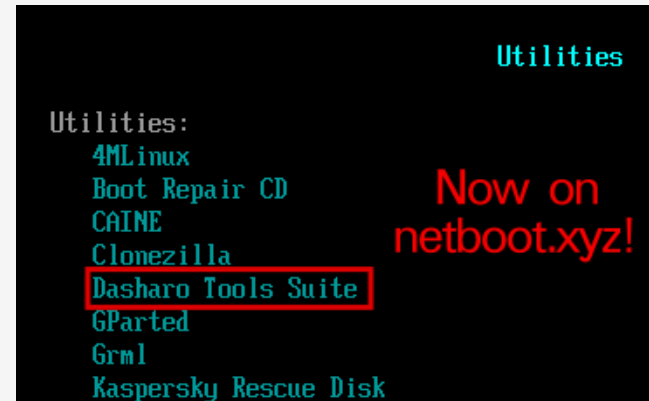 Utilities
Utilities:
4MLinux
Boot Repair CD
CAINE
Clonezilla
Dasharo Tools Suite
GParted
Grml
Kaspersky Rescue Disk
Now on
netboot.xyz!